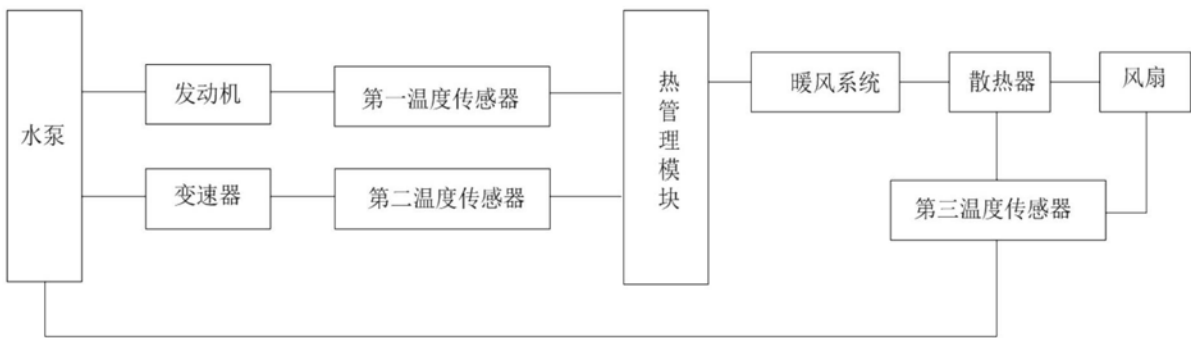 水泵
发动机
第一温度传感器
变速器
第二温度传感器
热管理模块
暖风系统
散热器
风扇
第三温度传感器